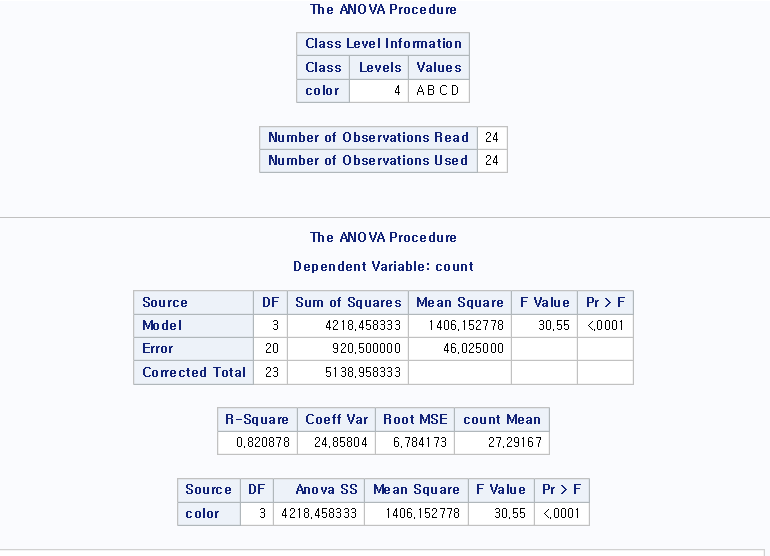 The ANOVA Procedure
Class Level Information
Class Levels Values
color 4 A B C D
Number of Observations Read 24
Number of Observations Used 24
The ANOVA Procedure
Dependent Variable: count
Source DF Sum of Squares Mean Square F Value Pr > F
Model 3 4218.458333 1406.152778 30.55 <.0001
Error 20 920.500000 46.025000
Corrected Total 23 5138.958333
R-Square Coeff Var Root MSE count Mean
0.820878 24.85804 6.784173 27.29167
Source DF Anova SS Mean Square F Value Pr > F
color 3 4218.458333 1406.152778 30.55 <.0001